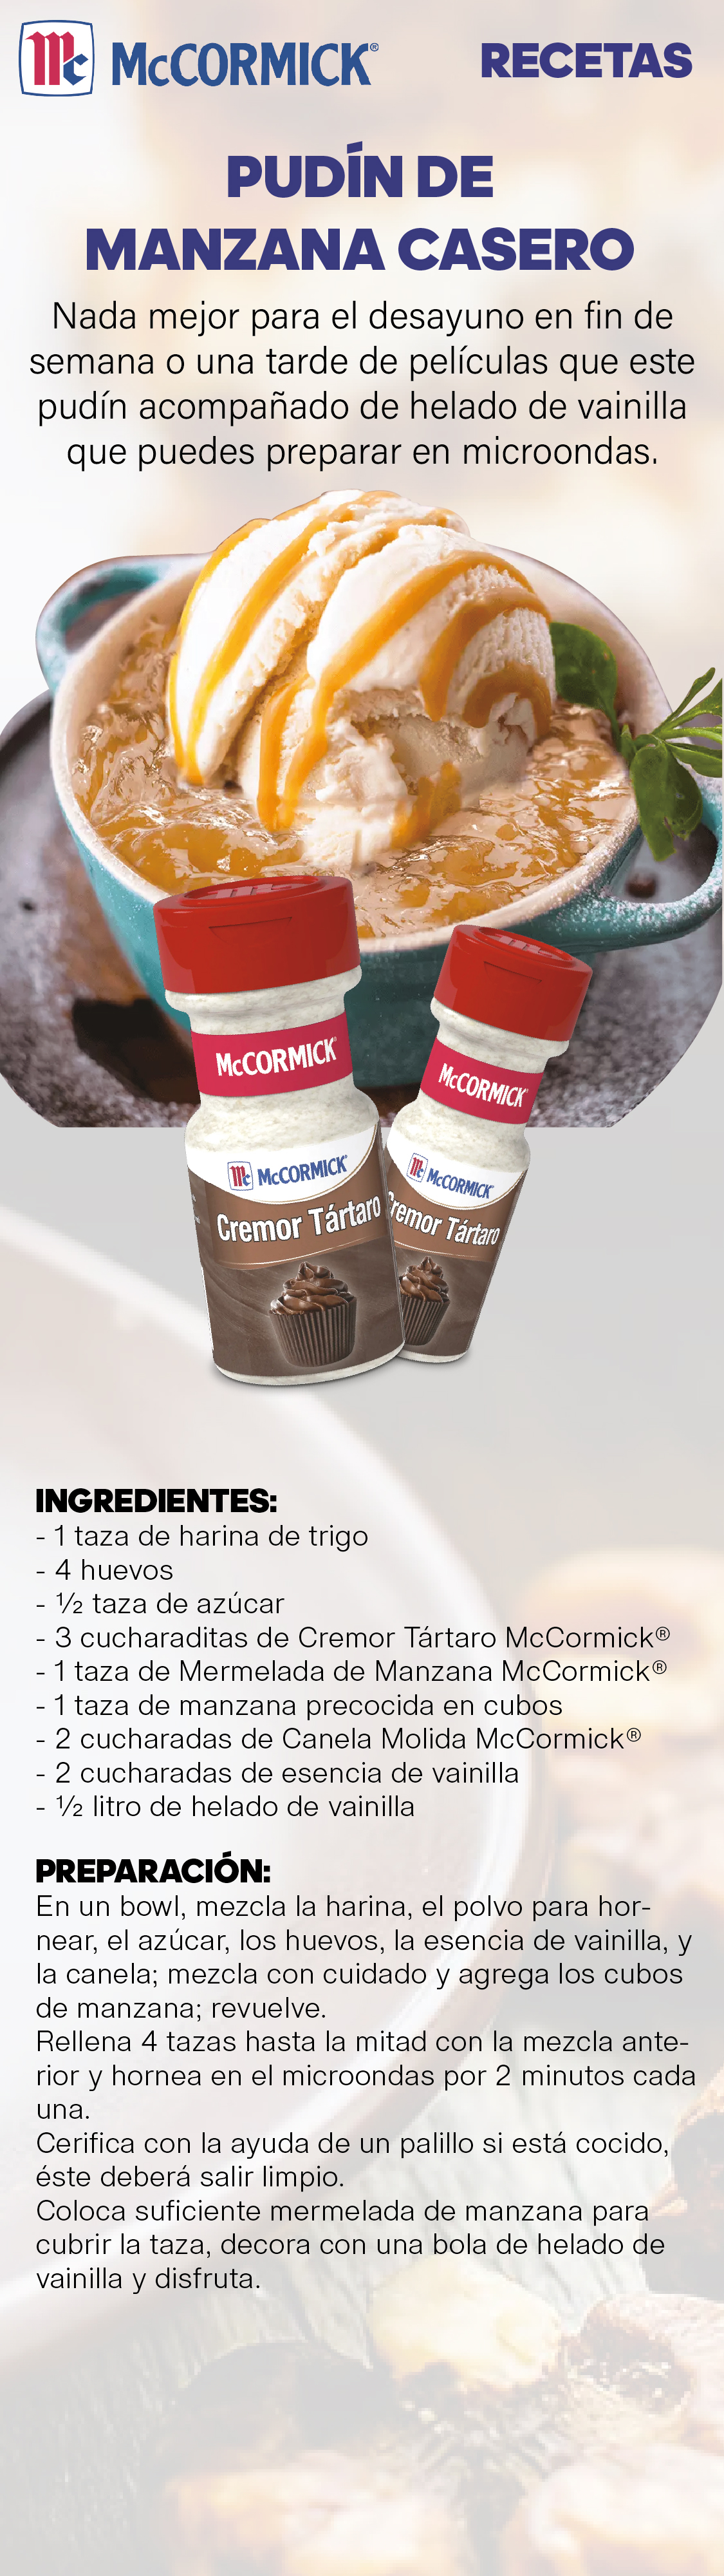 Mc McCORMICK® RECETAS
PUDÍN DE
MANZANA CASERO
Nada mejor para el desayuno en fin de
semana o una tarde de películas que este
pudín acompañado de helado de vainilla
que puedes preparar en microondas.
McCORMICK
McCORMICK
Mc McCORMICK
Mc McCORMICK
Cremor Tártaro
Cremor Tártaro
INGREDIENTES:
- 1 taza de harina de trigo
- 4 huevos
- ½ taza de azúcar
- 3 cucharaditas de Cremor Tártaro McCormick®
- 1 taza de Mermelada de Manzana McCormick®
- 1 taza de manzana precocida en cubos
- 2 cucharadas de Canela Molida McCormick®
- 2 cucharadas de esencia de vainilla
- ½ litro de helado de vainilla
PREPARACIÓN:
En un bowl, mezcla la harina, el polvo para hor-
near, el azúcar, los huevos, la esencia de vainilla, y
la canela; mezcla con cuidado y agrega los cubos
de manzana; revuelve.
Rellena 4 tazas hasta la mitad con la mezcla ante-
rior y hornea en el microondas por 2 minutos cada
una.
Cerifica con la ayuda de un palillo si está cocido,
éste deberá salir limpio.
Coloca suficiente mermelada de manzana para
cubrir la taza, decora con una bola de helado de
vainilla y disfruta.